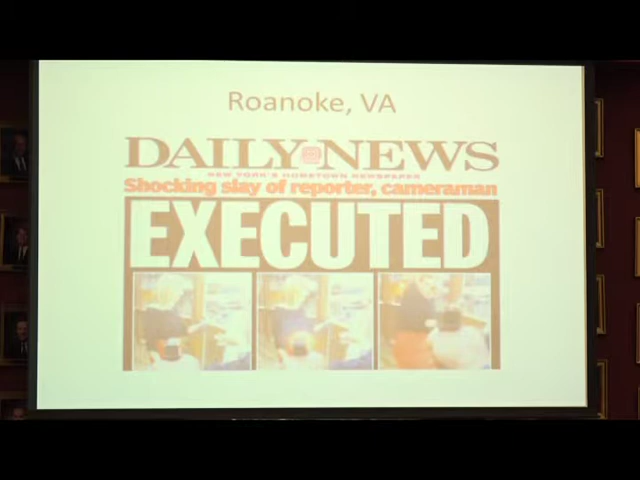 Roanoke, VA
DAILY NEWS
NEW YORK'S HOMETOWN NEWSPAPER
Shocking slay of reporter, cameraman
EXECUTED